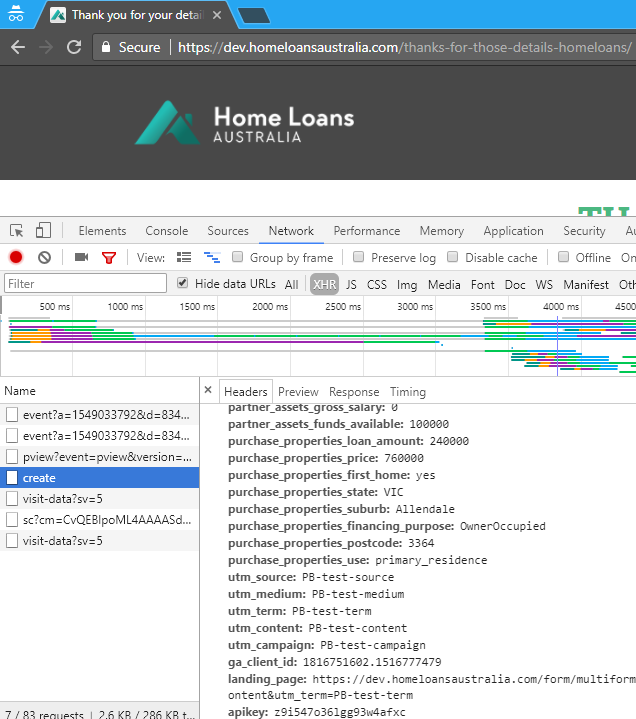 Thank you for your detai
Secure https://dev.homeloansaustralia.com/thanks-for-those-details-homeloans/
Home Loans
AUSTRALIA
Elements Console Sources Network Performance Memory Application Security Au
View: Group by frame Preserve log Disable cache Offline On
Filter Hide data URLs All XHR JS CSS Img Media Font Doc WS Manifest Oth
500 ms 1000 ms 1500 ms 2000 ms 2500 ms 3000 ms 3500 ms 4000 ms 4500
Name × Headers Preview Response Timing
event?a=1549033792&d=834...
event?a=1549033792&d=834...
pview?event=pview&version=...
create
visit-data?sv=5
sc?cm=CvQEBIpoML4AAAASd...
visit-data?sv=5
partner_assets_gross_salary: 0
partner_assets_funds_available: 100000
purchase_properties_loan_amount: 240000
purchase_properties_price: 760000
purchase_properties_first_home: yes
purchase_properties_state: VIC
purchase_properties_suburb: Allendale
purchase_properties_financing_purpose: OwnerOccupied
purchase_properties_postcode: 3364
purchase_properties_use: primary_residence
utm_source: PB-test-source
utm_medium: PB-test-medium
utm_term: PB-test-term
utm_content: PB-test-content
utm_campaign: PB-test-campaign
ga_client_id: 1816751602.1516777479
landing_page: https://dev.homeloansaustralia.com/form/multiform
ontent&utm_term=PB-test-term
apikey: z9i547o36lgg93w4afxc
7 / 83 requests | 2.6 KB / 286 KB t